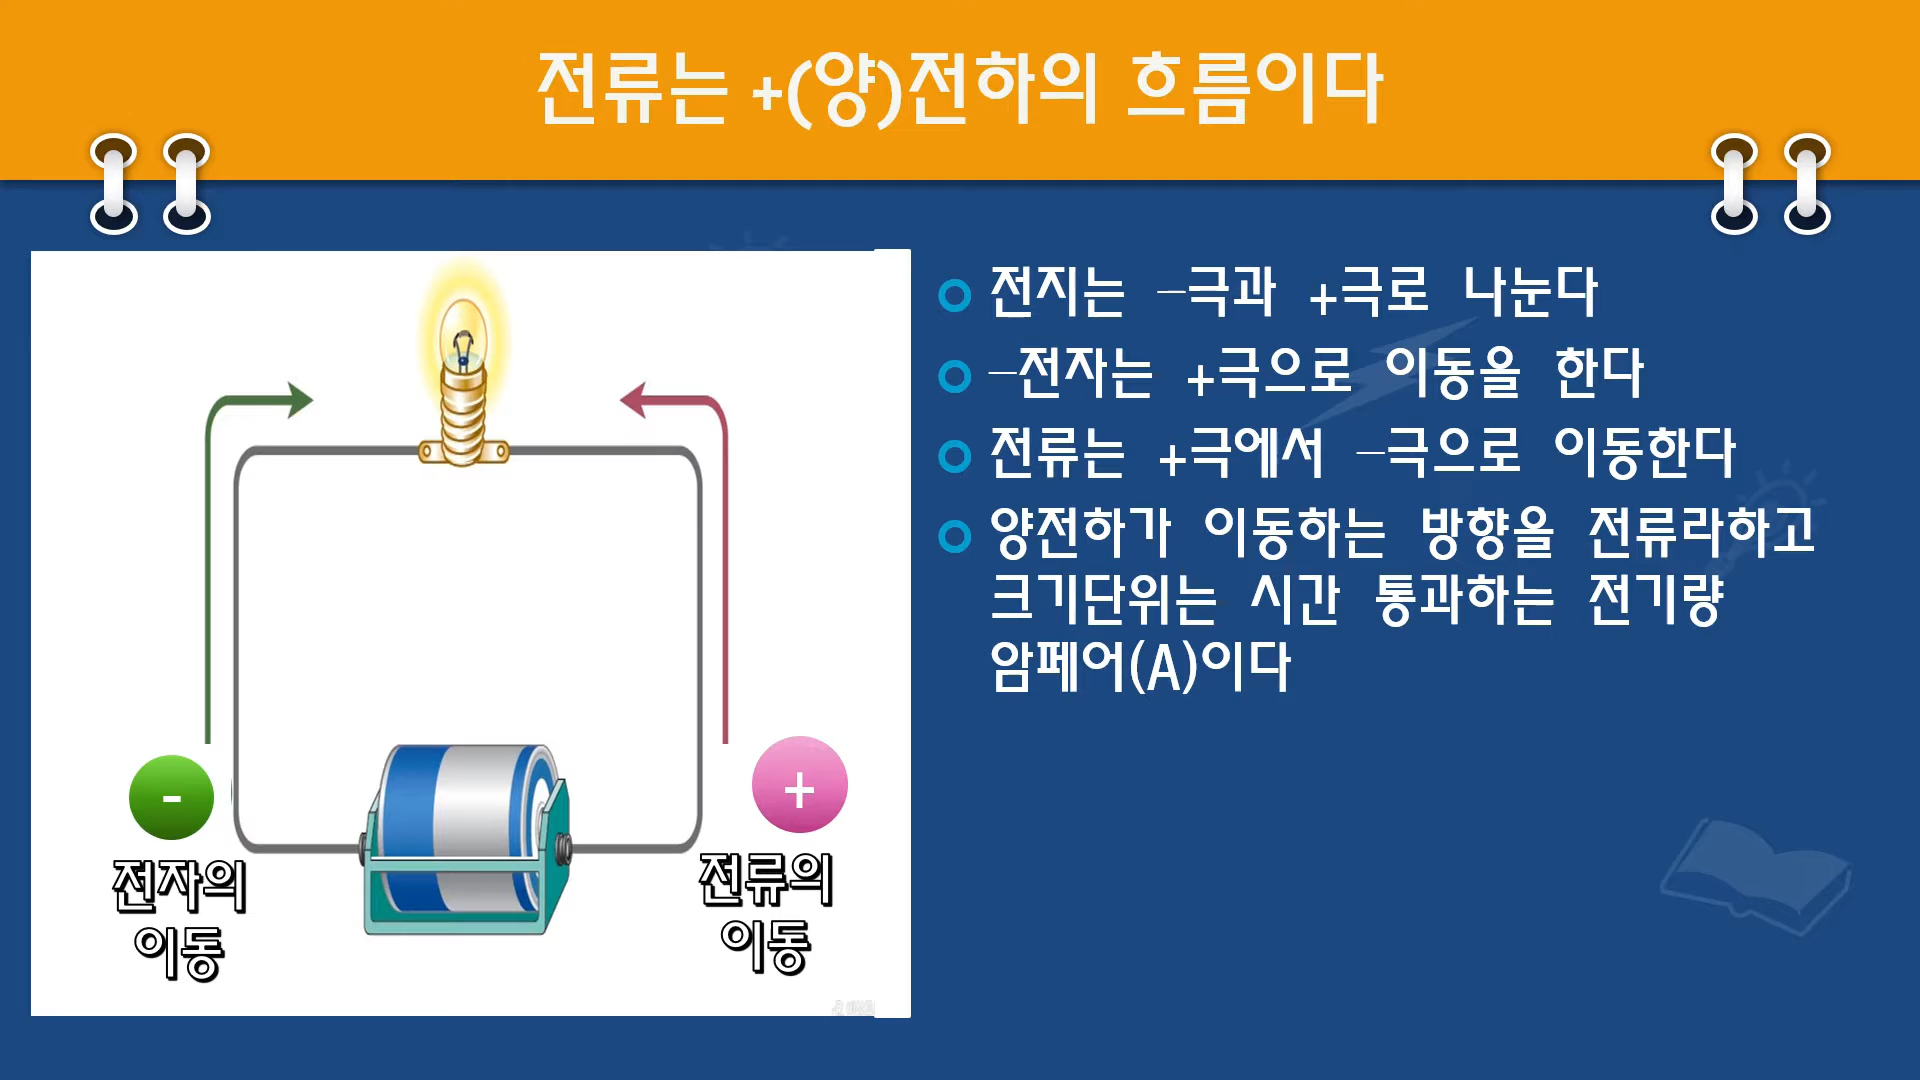 전류는 +(양)전하의 흐름이다
전지는 –극과 +극로 나눈다
–전자는 +극으로 이동을 한다
전류는 +극에서 –극으로 이동한다
양전하가 이동하는 방향을 전류라하고
크기단위는 시간 통과하는 전기량
암페어(A)이다
-
전자의
이동
+
전류의
이동